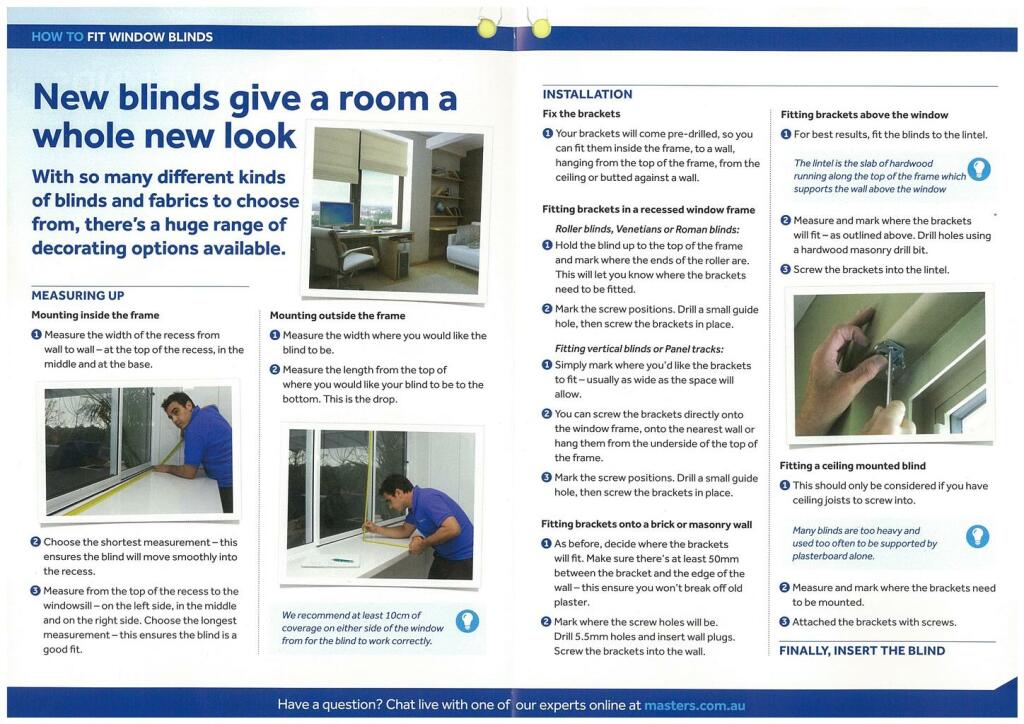 HOW TO FIT WINDOW BLINDS
New blinds give a room a
whole new look
With so many different kinds
of blinds and fabrics to choose
from, there's a huge range of
decorating options available.
MEASURING UP
Mounting inside the frame
1 Measure the width of the recess from
wall to wall – at the top of the recess, in the
middle and at the base.
2 Choose the shortest measurement – this
ensures the blind will move smoothly into
the recess.
3 Measure from the top of the recess to the
windowsill – on the left side, in the middle
and on the right side. Choose the longest
measurement – this ensures the blind is a
good fit.
Mounting outside the frame
1 Measure the width where you would like the
blind to be.
2 Measure the length from the top of
where you would like your blind to be to the
bottom. This is the drop.
We recommend at least 10cm of
coverage on either side of the window
from for the blind to work correctly.
INSTALLATION
Fix the brackets
1 Your brackets will come pre-drilled, so you
can fit them inside the frame, to a wall,
hanging from the top of the frame, from the
ceiling or butted against a wall.
Fitting brackets in a recessed window frame
Roller blinds, Venetians or Roman blinds:
1 Hold the blind up to the top of the frame
and mark where the ends of the roller are.
This will let you know where the brackets
need to be fitted.
2 Mark the screw positions. Drill a small guide
hole, then screw the brackets in place.
Fitting vertical blinds or Panel tracks:
1 Simply mark where you'd like the brackets
to fit – usually as wide as the space will
allow.
2 You can screw the brackets directly onto
the window frame, onto the nearest wall or
hang them from the underside of the top of
the frame.
3 Mark the screw positions. Drill a small guide
hole, then screw the brackets in place.
Fitting brackets onto a brick or masonry wall
1 As before, decide where the brackets
will fit. Make sure there's at least 50mm
between the bracket and the edge of the
wall – this ensure you won't break off old
plaster.
2 Mark where the screw holes will be.
Drill 5.5mm holes and insert wall plugs.
Screw the brackets into the wall.
Fitting brackets above the window
1 For best results, fit the blinds to the lintel.
The lintel is the slab of hardwood
running along the top of the frame which
supports the wall above the window
2 Measure and mark where the brackets
will fit – as outlined above. Drill holes using
a hardwood masonry drill bit.
3 Screw the brackets into the lintel.
Fitting a ceiling mounted blind
1 This should only be considered if you have
ceiling joists to screw into.
Many blinds are too heavy and
used too often to be supported by
plasterboard alone.
2 Measure and mark where the brackets need
to be mounted.
3 Attached the brackets with screws.
FINALLY, INSERT THE BLIND
Have a question? Chat live with one of our experts online at masters.com.au